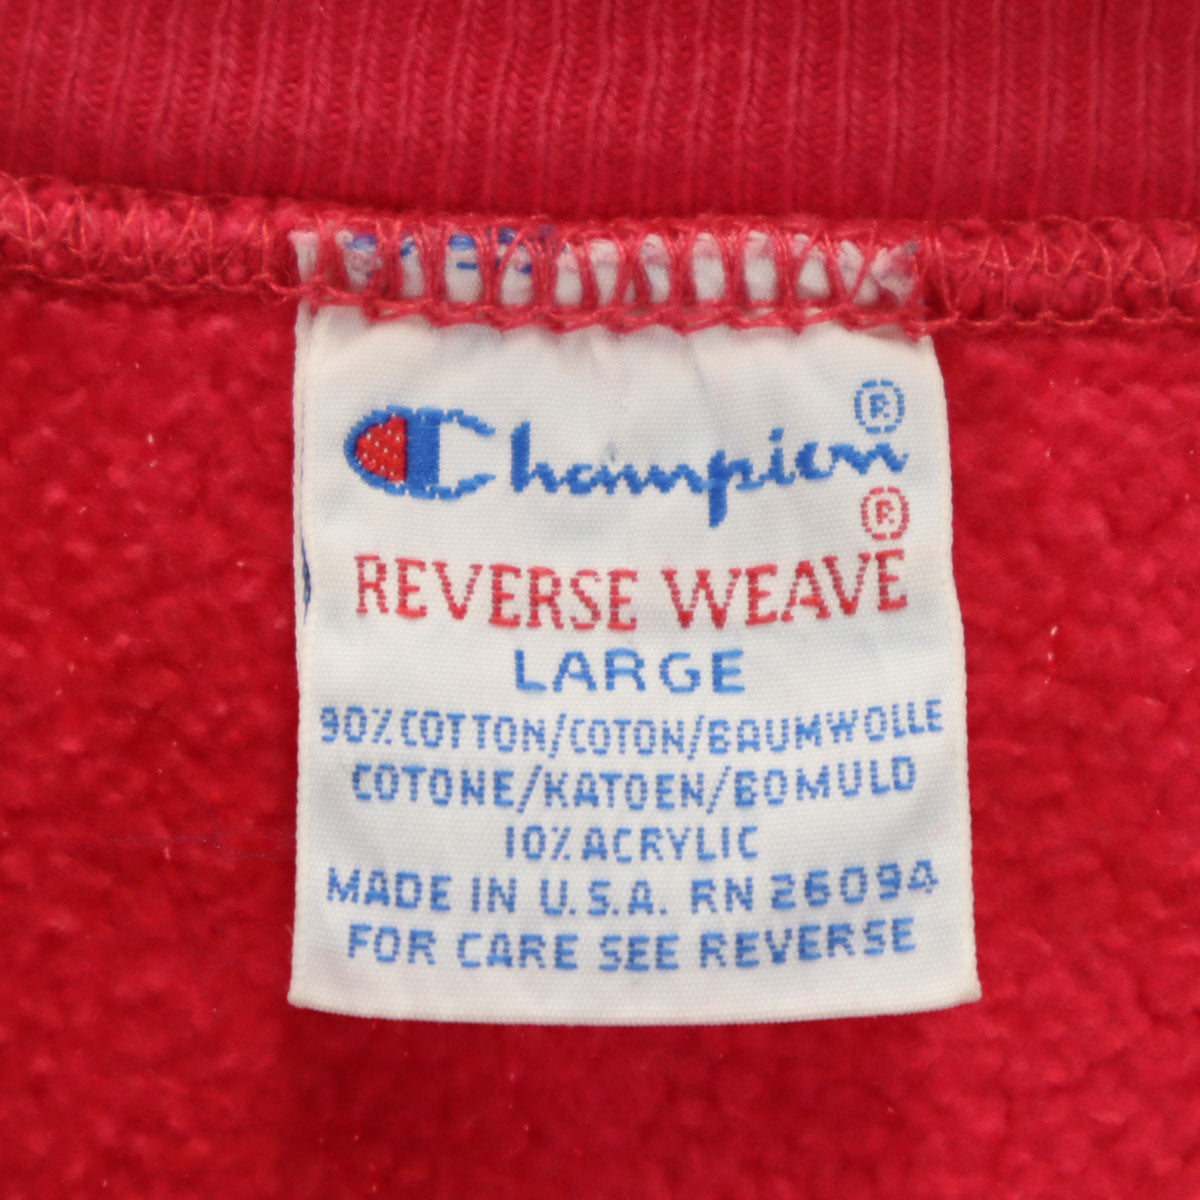 Champion®
®
REVERSE WEAVE
LARGE
90% COTTON/COTON/BAUMWOLLE
COTONE/KATOEN/BOMULD
10% ACRYLIC
MADE IN U.S.A. RN 26094
FOR CARE SEE REVERSE